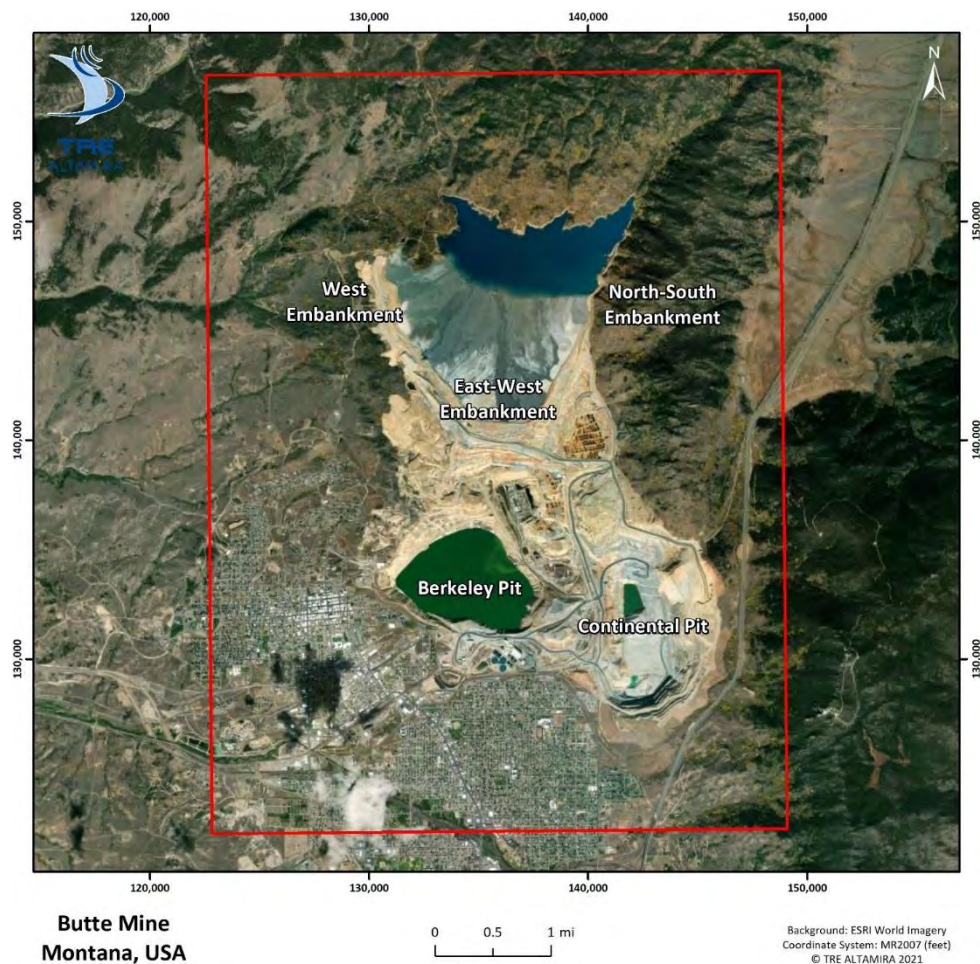 120,000
130,000
140,000
150,000
N
TRE
ALTAMIRA
150,000
150,000
West
Embankment
North-South
Embankment
East-West
Embankment
140,000
140,000
Berkeley Pit
Continental Pit
130,000
130,000
120,000
130,000
140,000
150,000
Butte Mine
Montana, USA
0
0.5
1 mi
Background: ESRI World Imagery
Coordinate System: MR2007 (feet)
© TRE ALTAMIRA 2021